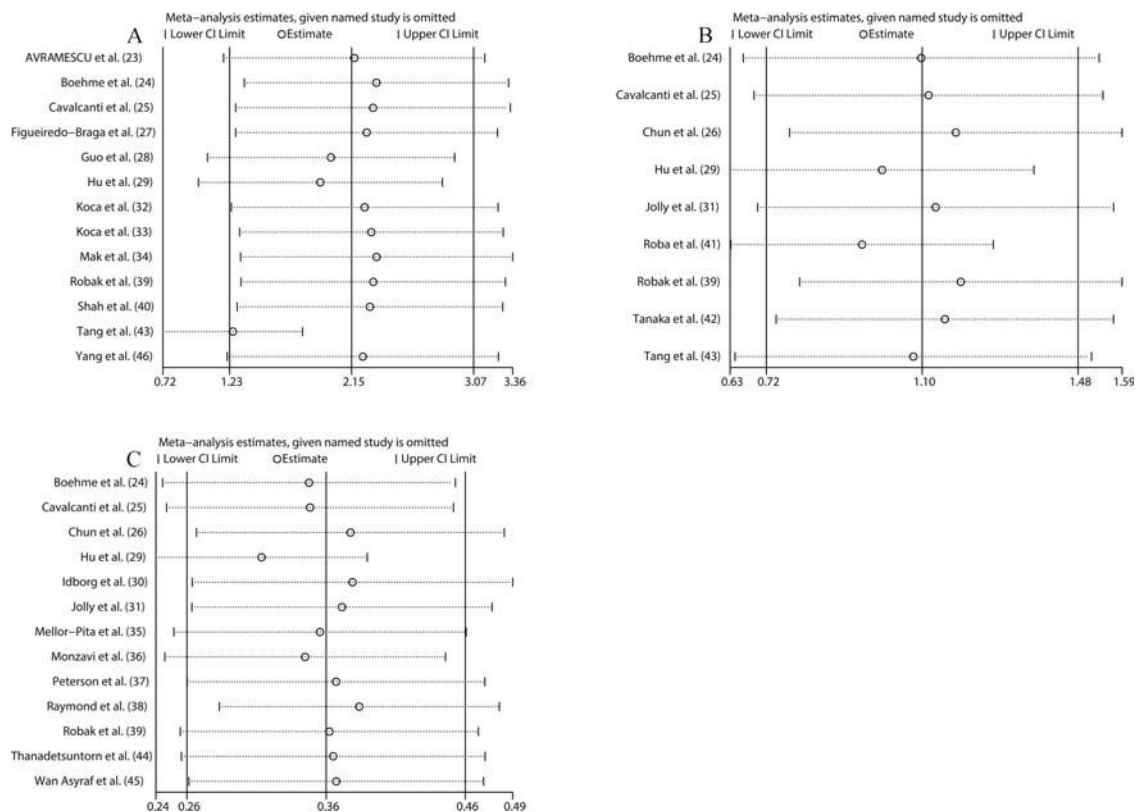 A
Meta−analysis estimates, given named study is omitted
Lower CI Limit Estimate Upper CI Limit
AVRAMESCU et al. (23)
Boehme et al. (24)
Cavalcanti et al. (25)
Figueiredo−Braga et al. (27)
Guo et al. (28)
Hu et al. (29)
Koca et al. (32)
Koca et al. (33)
Mak et al. (34)
Robak et al. (39)
Shah et al. (40)
Tang et al. (43)
Yang et al. (46)
0.72 1.23 2.15 3.07 3.36
B
Meta−analysis estimates, given named study is omitted
Lower CI Limit Estimate Upper CI Limit
Boehme et al. (24)
Cavalcanti et al. (25)
Chun et al. (26)
Hu et al. (29)
Jolly et al. (31)
Roba et al. (41)
Robak et al. (39)
Tanaka et al. (42)
Tang et al. (43)
0.63 0.72 1.10 1.48 1.59
C
Meta−analysis estimates, given named study is omitted
Lower CI Limit Estimate Upper CI Limit
Boehme et al. (24)
Cavalcanti et al. (25)
Chun et al. (26)
Hu et al. (29)
Idborg et al. (30)
Jolly et al. (31)
Mellor−Pita et al. (35)
Monzavi et al. (36)
Peterson et al. (37)
Raymond et al. (38)
Robak et al. (39)
Thanadetsuntorn et al. (44)
Wan Asyraf et al. (45)
0.24 0.26 0.36 0.46 0.49